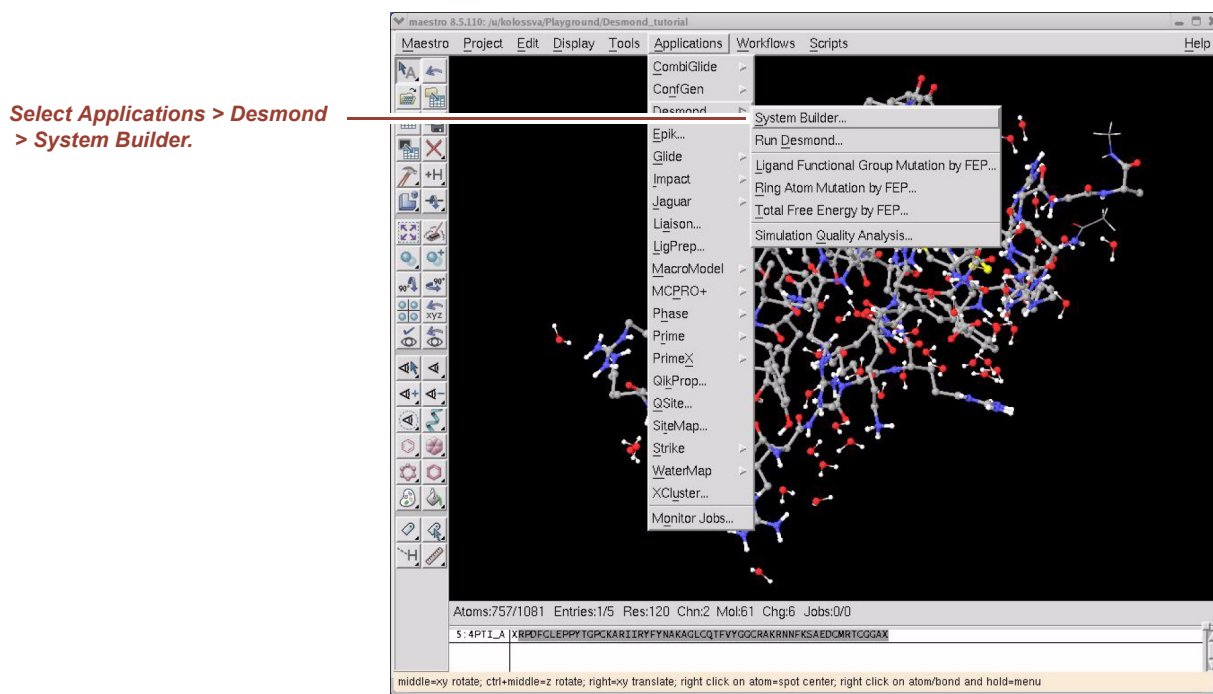 maestro 8.5.110: /u/kolossva/Playground/Desmond_tutorial
Maestro Project Edit Display Tools Applications Workflows Scripts Help
Select Applications > Desmond
> System Builder.
CombiGlide
ConfGen
Desmond
Epik...
Glide
Impact
Jaguar
Liaison...
LigPrep...
MacroModel
MCPRO+
Phase
Prime
PrimeX
QikProp...
QSite...
SiteMap...
Strike
WaterMap
XCluster...
Monitor Jobs...
System Builder...
Run Desmond...
Ligand Functional Group Mutation by FEP...
Ring Atom Mutation by FEP...
Total Free Energy by FEP...
Simulation Quality Analysis...
+H
90° 90°
xyz
H
Atoms:757/1081 Entries:1/5 Res:120 Chn:2 Mol:61 Chg:6 Jobs:0/0
5: 4PTI_A XRPDFCLEPPYTGPCKARIIRYFYNAKAGLCQTFVYGGCRAKRNNFKSAEDCMRTCGGAX
middle=xy rotate; ctrl+middle=z rotate; right=xy translate; right click on atom=spot center; right click on atom/bond and hold=menu